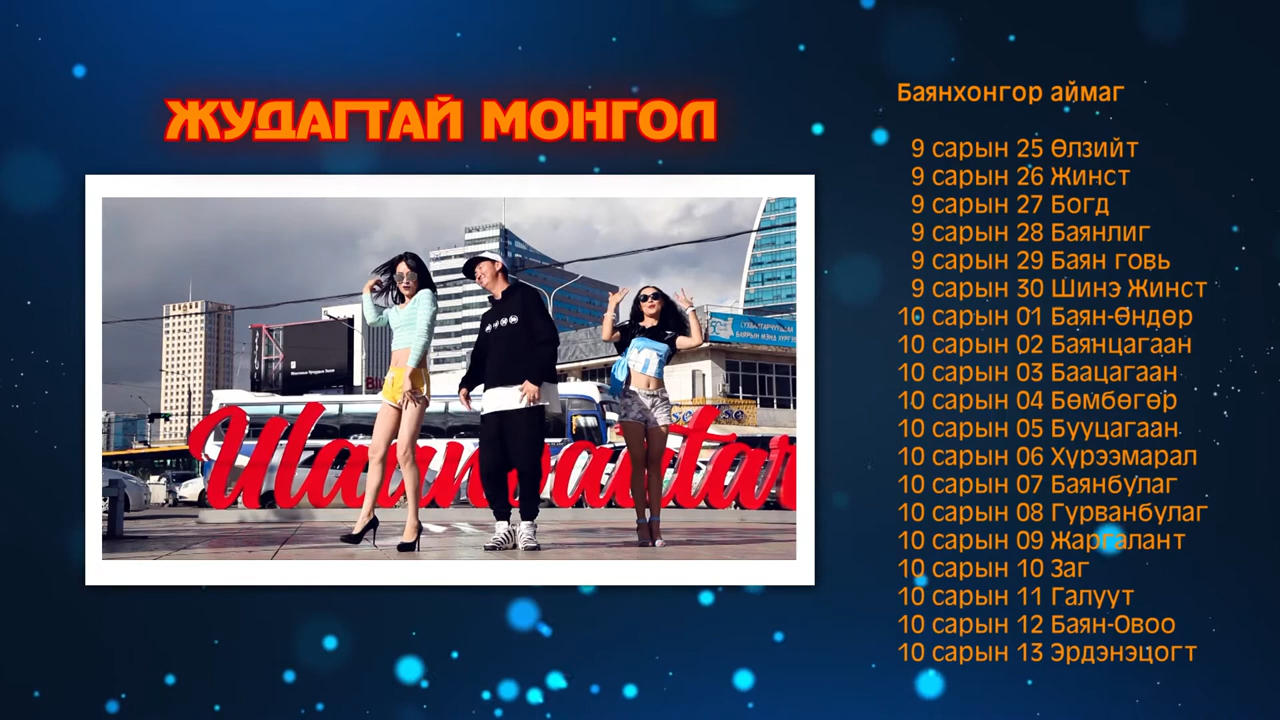 ЖУДАГТАЙ МОНГОЛ
СҮХБААТАРЧУУДЫН
БАЯРЫН МЭНД ХҮРГИ
Ulaanbaatar
Баянхонгор аймаг
9 сарын 25 Өлзийт
9 сарын 26 Жинст
9 сарын 27 Богд
9 сарын 28 Баянлиг
9 сарын 29 Баян говь
9 сарын 30 Шинэ Жинст
10 сарын 01 Баян-Өндөр
10 сарын 02 Баянцагаан
10 сарын 03 Баацагаан
10 сарын 04 Бөмбөгөр
10 сарын 05 Бууцагаан
10 сарын 06 Хүрээмарал
10 сарын 07 Баянбулаг
10 сарын 08 Гурванбулаг
10 сарын 09 Жаргалант
10 сарын 10 Заг
10 сарын 11 Галуут
10 сарын 12 Баян-Овоо
10 сарын 13 Эрдэнэцогт